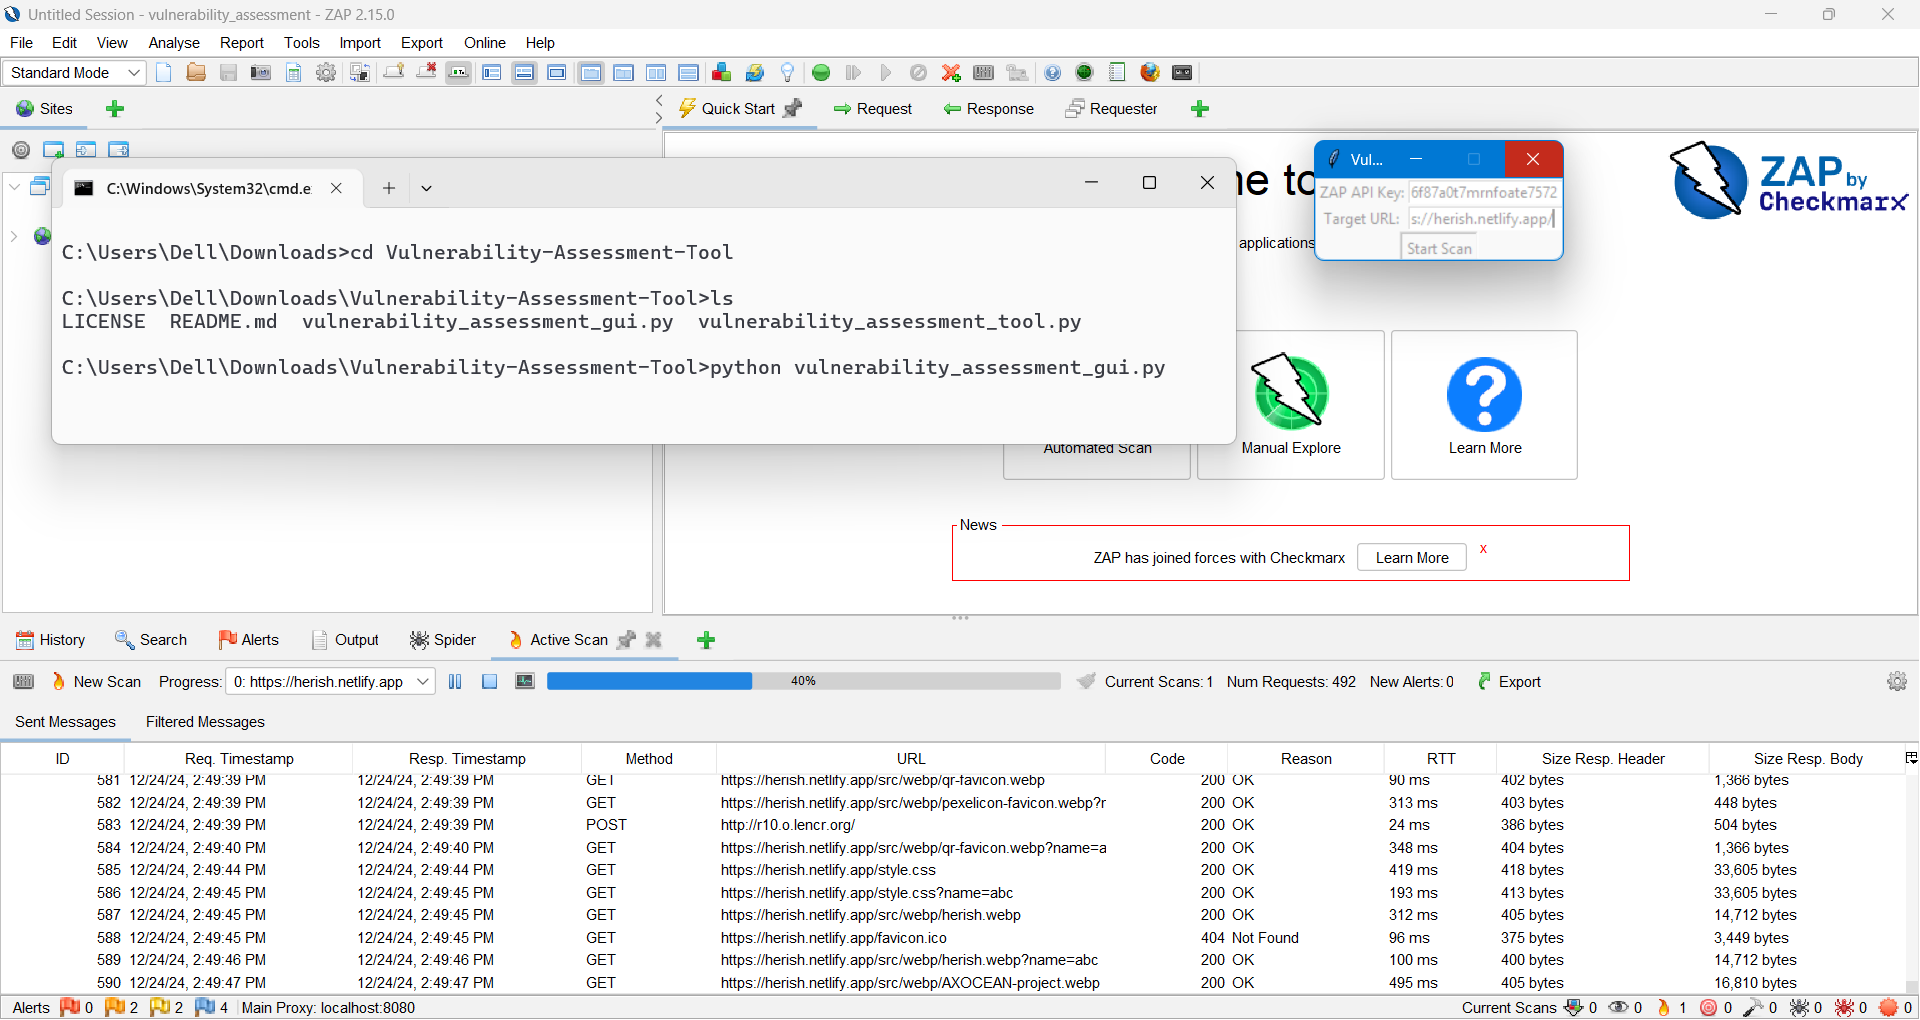 Untitled Session - vulnerability_assessment - ZAP 2.15.0
File Edit View Analyse Report Tools Import Export Online Help
Standard Mode
Sites
Quick Start Request Response Requester
C:\Windows\System32\cmd.e
C:\Users\Dell\Downloads>cd Vulnerability-Assessment-Tool
C:\Users\Dell\Downloads\Vulnerability-Assessment-Tool>ls
LICENSE README.md vulnerability_assessment_gui.py vulnerability_assessment_tool.py
C:\Users\Dell\Downloads\Vulnerability-Assessment-Tool>python vulnerability_assessment_gui.py
Vul...
ZAP API Key: 6f87a0t7mrnfoate7572
Target URL: s://herish.netlify.app/
Start Scan
ZAP by
Checkmarx
applications
Automated Scan
Manual Explore
Learn More
News
ZAP has joined forces with Checkmarx Learn More x
History Search Alerts Output Spider Active Scan
New Scan Progress: 0: https://herish.netlify.app 40% Current Scans: 1 Num Requests: 492 New Alerts: 0 Export
Sent Messages Filtered Messages
ID Req. Timestamp Resp. Timestamp Method URL Code Reason RTT Size Resp. Header Size Resp. Body
581 12/24/24, 2:49:39 PM 12/24/24, 2:49:39 PM GET https://herish.netlify.app/src/webp/qr-favicon.webp 200 OK 90 ms 402 bytes 1,366 bytes
582 12/24/24, 2:49:39 PM 12/24/24, 2:49:39 PM GET https://herish.netlify.app/src/webp/pexelicon-favicon.webp?r 200 OK 313 ms 403 bytes 448 bytes
583 12/24/24, 2:49:39 PM 12/24/24, 2:49:39 PM POST http://r10.o.lencr.org/ 200 OK 24 ms 386 bytes 504 bytes
584 12/24/24, 2:49:40 PM 12/24/24, 2:49:40 PM GET https://herish.netlify.app/src/webp/qr-favicon.webp?name=a 200 OK 348 ms 404 bytes 1,366 bytes
585 12/24/24, 2:49:44 PM 12/24/24, 2:49:44 PM GET https://herish.netlify.app/style.css 200 OK 419 ms 418 bytes 33,605 bytes
586 12/24/24, 2:49:45 PM 12/24/24, 2:49:45 PM GET https://herish.netlify.app/style.css?name=abc 200 OK 193 ms 413 bytes 33,605 bytes
587 12/24/24, 2:49:45 PM 12/24/24, 2:49:45 PM GET https://herish.netlify.app/src/webp/herish.webp 200 OK 312 ms 405 bytes 14,712 bytes
588 12/24/24, 2:49:45 PM 12/24/24, 2:49:45 PM GET https://herish.netlify.app/favicon.ico 404 Not Found 96 ms 375 bytes 3,449 bytes
589 12/24/24, 2:49:46 PM 12/24/24, 2:49:46 PM GET https://herish.netlify.app/src/webp/herish.webp?name=abc 200 OK 100 ms 400 bytes 14,712 bytes
590 12/24/24, 2:49:47 PM 12/24/24, 2:49:47 PM GET https://herish.netlify.app/src/webp/AXOCEAN-project.webp 200 OK 495 ms 405 bytes 16,810 bytes
Alerts 0 2 2 4 Main Proxy: localhost:8080 Current Scans 0 0 1 0 0 0 0 0